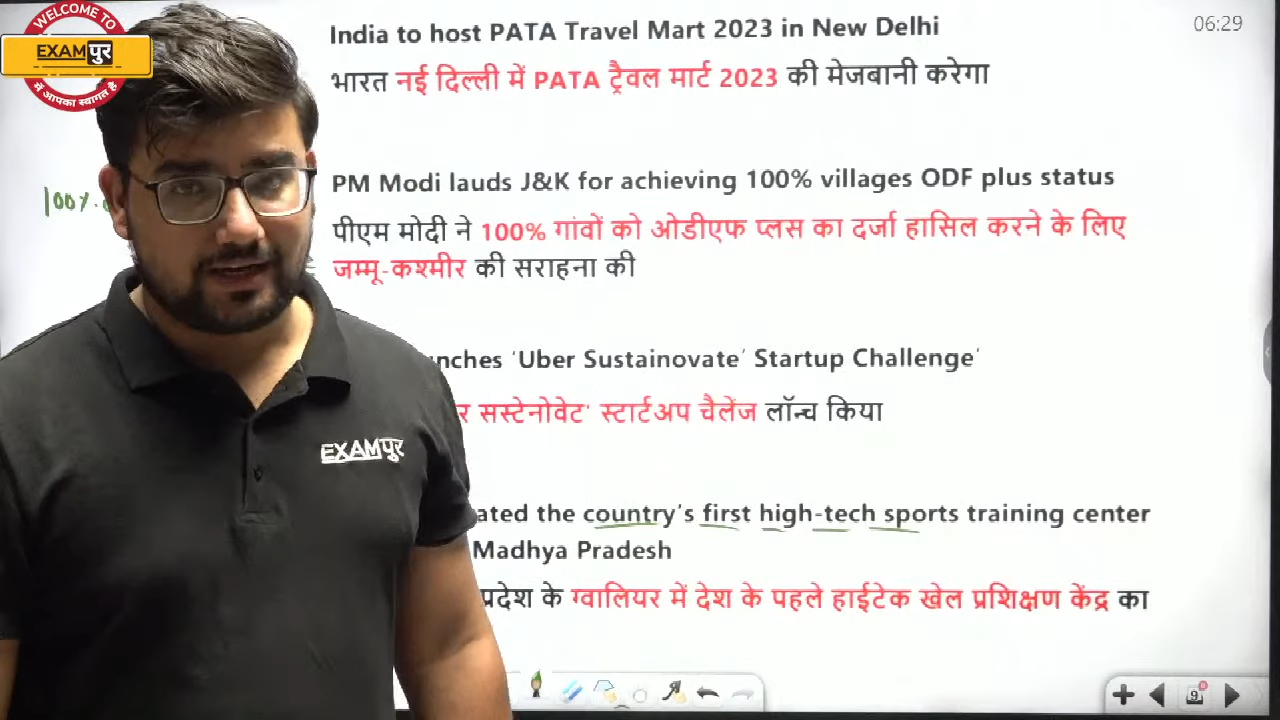 WELCOME TO
EXAMपुर
में आपका स्वागत है
06:29
India to host PATA Travel Mart 2023 in New Delhi
भारत नई दिल्ली में PATA ट्रैवल मार्ट 2023 की मेजबानी करेगा
100%
PM Modi lauds J&K for achieving 100% villages ODF plus status
पीएम मोदी ने 100% गांवों को ओडीएफ प्लस का दर्जा हासिल करने के लिए
जम्मू-कश्मीर की सराहना की
nches ‘Uber Sustainovate’ Startup Challenge’
र सस्टेनोवेट’ स्टार्टअप चैलेंज लॉन्च किया
EXAMपुर
ated the country’s first high-tech sports training center
Madhya Pradesh
प्रदेश के ग्वालियर में देश के पहले हाईटेक खेल प्रशिक्षण केंद्र का
9